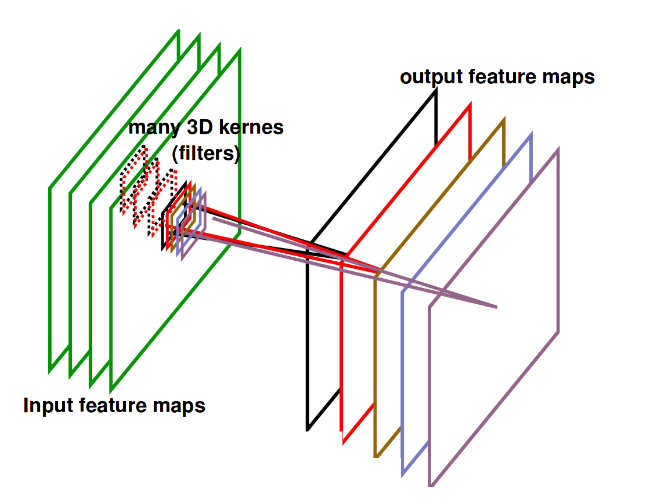 output feature maps
many 3D kernes
(filters)
Input feature maps